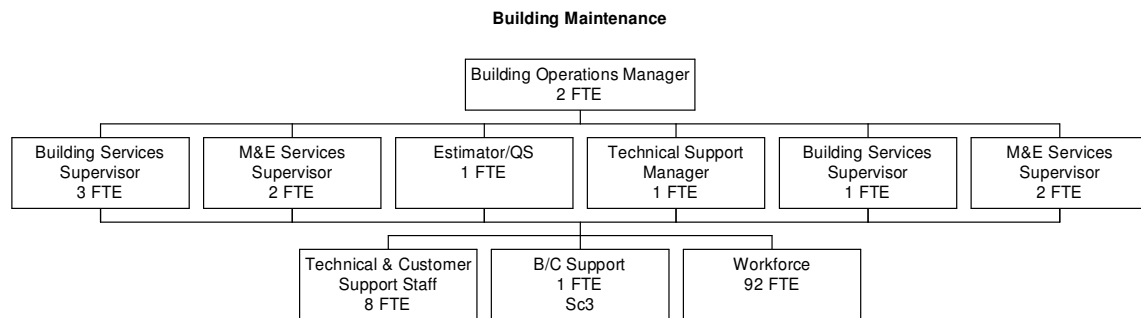 Building Maintenance
Building Operations Manager
2 FTE
Building Services
Supervisor
3 FTE
M&E Services
Supervisor
2 FTE
Estimator/QS
1 FTE
Technical Support
Manager
1 FTE
Building Services
Supervisor
1 FTE
M&E Services
Supervisor
2 FTE
Technical & Customer
Support Staff
8 FTE
B/C Support
1 FTE
Sc3
Workforce
92 FTE